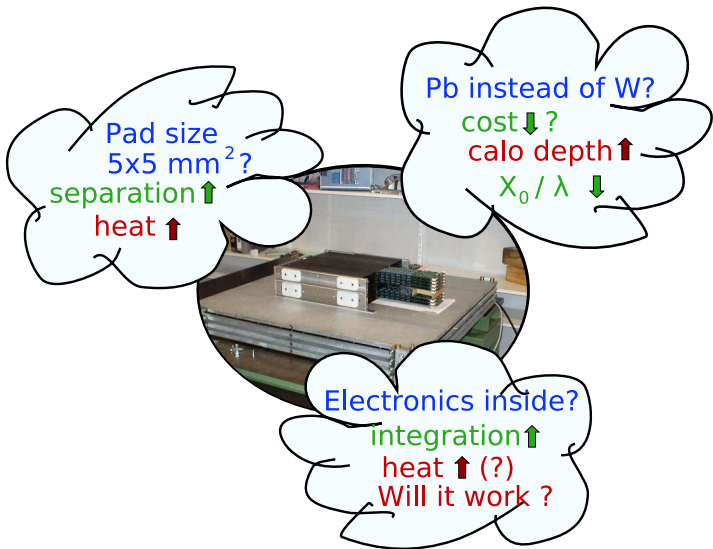 Pad size
5x5 mm²?
separation ⬆
heat ⬆
Pb instead of W?
cost ⬇ ?
calo depth ⬆
X₀ / λ ⬇
Electronics inside?
integration ⬆
heat ⬆ (?)
Will it work ?